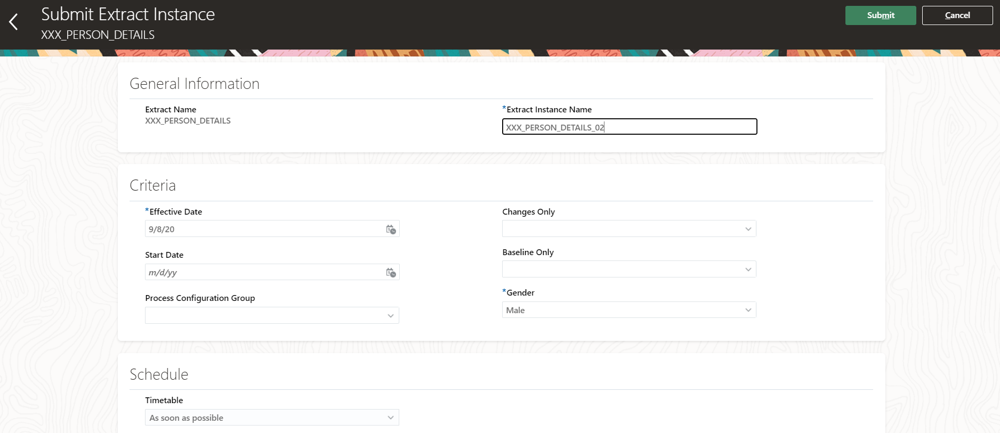 Submit Extract Instance
XXX_PERSON_DETAILS
Submit
Cancel
General Information
Extract Name
XXX_PERSON_DETAILS
*Extract Instance Name
XXX_PERSON_DETAILS_02
Criteria
*Effective Date
9/8/20
Start Date
m/d/yy
Process Configuration Group
Changes Only
Baseline Only
*Gender
Male
Schedule
Timetable
As soon as possible